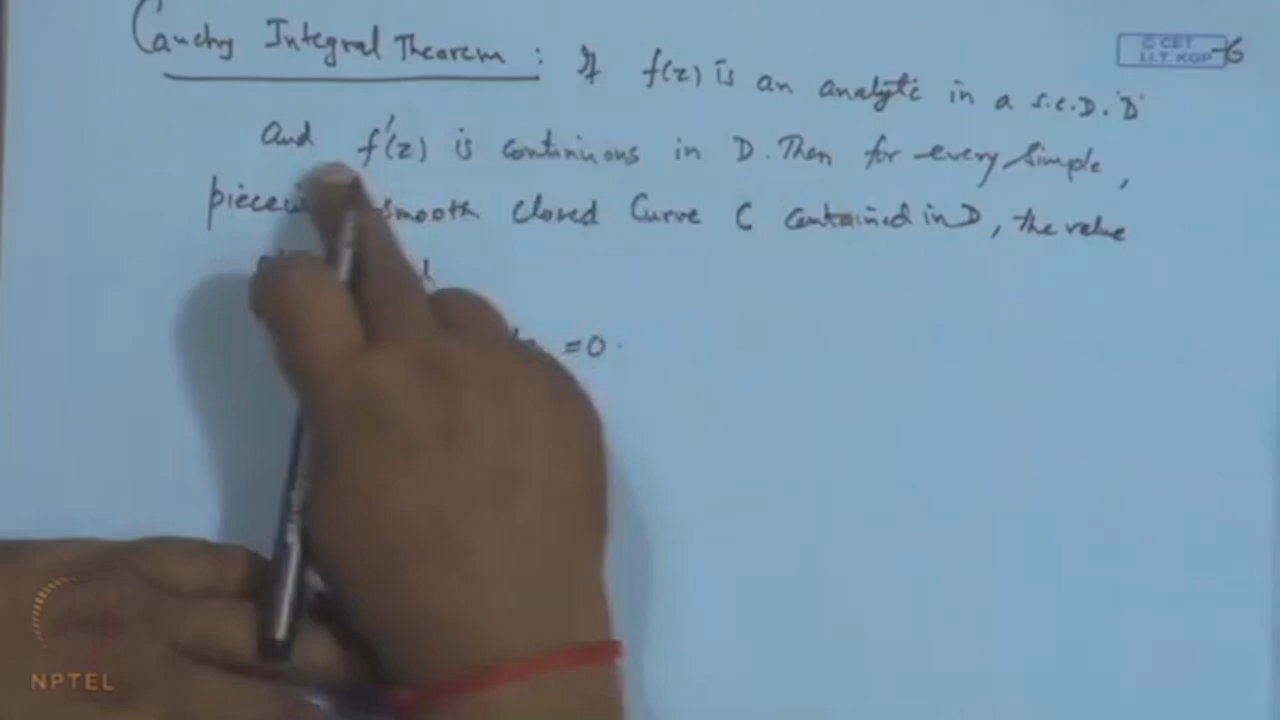 Cauchy Integral Theorem : If f(z) is an analytic in a s.c.D. 'D'
© CET
I.I.T. KGP
6
and f'(z) is continuous in D. Then for every simple,
smooth closed Curve C contained in D, the value
=0.
NPTEL